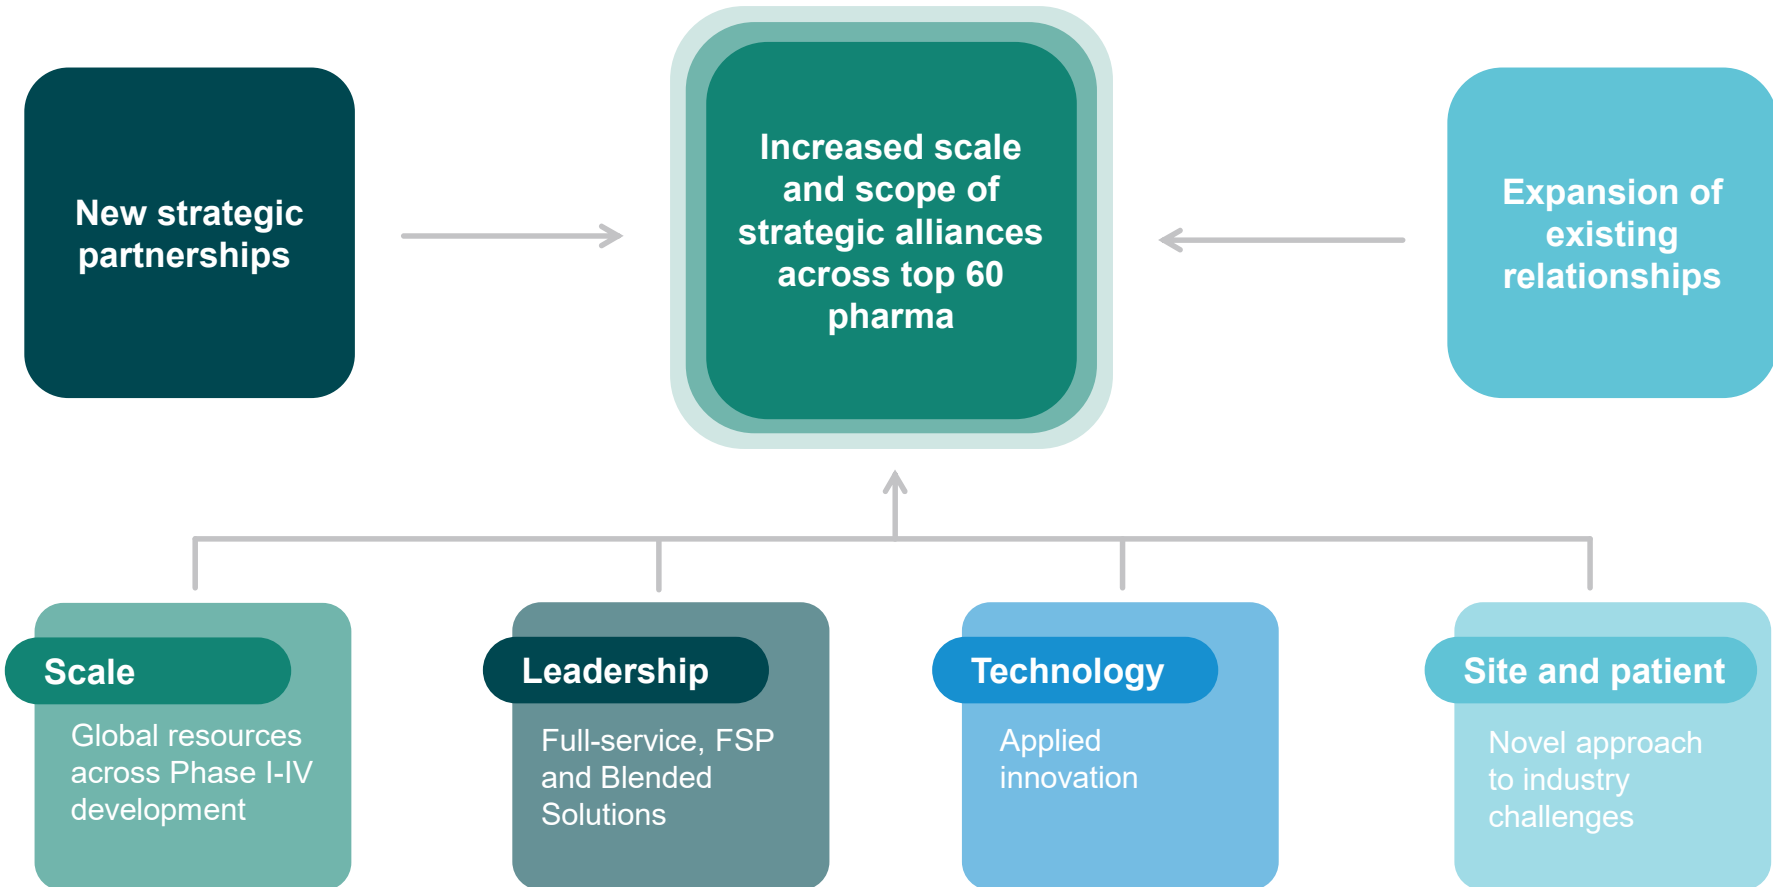 New strategic
partnerships
Increased scale
and scope of
strategic alliances
across top 60
pharma
Expansion of
existing
relationships
Scale
Global resources
across Phase I-IV
development
Leadership
Full-service, FSP
and Blended
Solutions
Technology
Applied
innovation
Site and patient
Novel approach
to industry
challenges